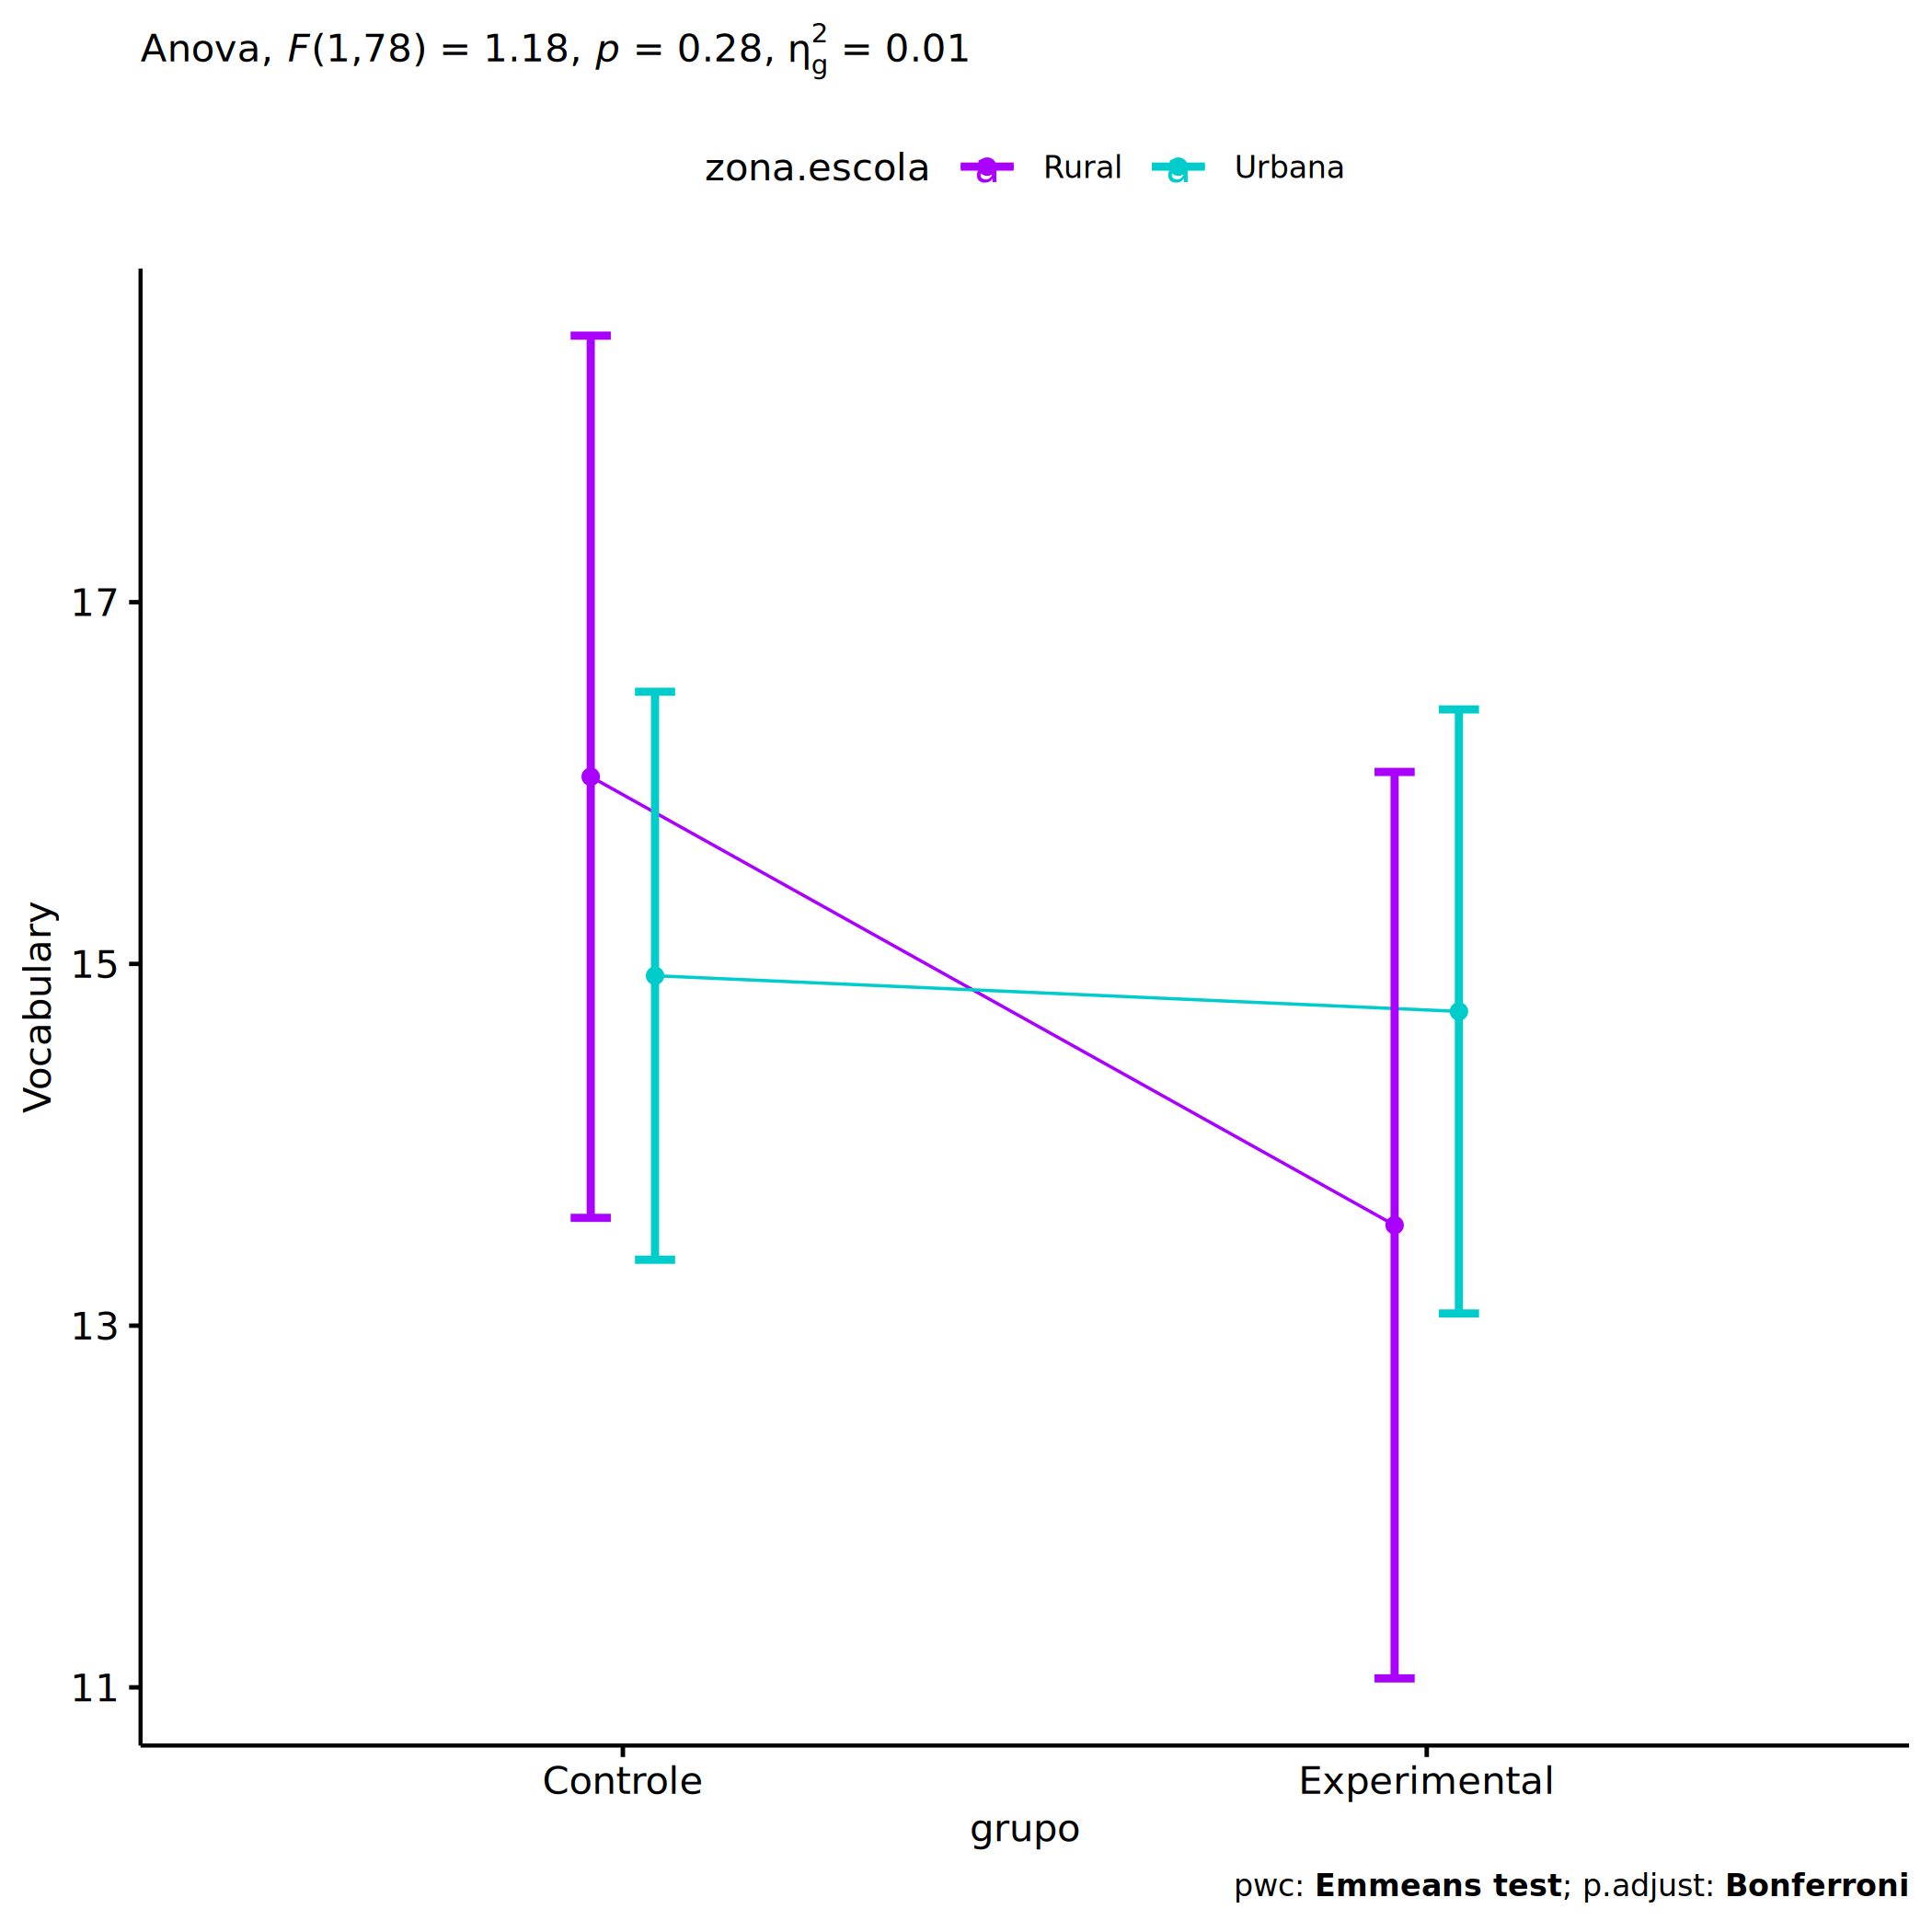 Anova, F(1,78) = 1.18, p = 0.28, η²g = 0.01
zona.escola Rural Urbana
17
15
13
11
Vocabulary
Controle Experimental
grupo
pwc: Emmeans test; p.adjust: Bonferroni